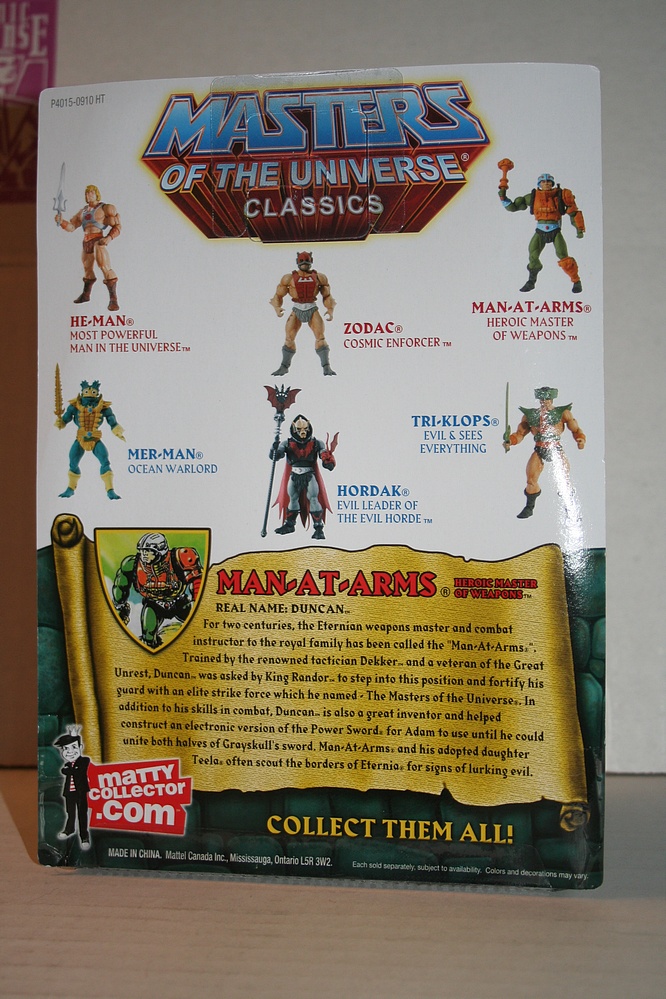 P4015-0910 HT
MASTERS
OF THE UNIVERSE®
CLASSICS
HE-MAN®
MOST POWERFUL
MAN IN THE UNIVERSE™
ZODAC®
COSMIC ENFORCER™
MAN-AT-ARMS®
HEROIC MASTER
OF WEAPONS™
MER-MAN®
OCEAN WARLORD
HORDAK®
EVIL LEADER OF
THE EVIL HORDE™
TRI-KLOPS®
EVIL & SEES
EVERYTHING
MAN-AT-ARMS® HEROIC MASTER
OF WEAPONS™
REAL NAME: DUNCAN™
For two centuries, the Eternian weapons master and combat
instructor to the royal family has been called the "Man-At-Arms®".
Trained by the renowned tactician Dekker™ and a veteran of the Great
Unrest, Duncan™ was asked by King Randor™ to step into this position and fortify his
guard with an elite strike force which he named - The Masters of the Universe®. In
addition to his skills in combat, Duncan™ is also a great inventor and helped
construct an electronic version of the Power Sword® for Adam to use until he could
unite both halves of Grayskull's sword. Man-At-Arms® and his adopted daughter
Teela® often scout the borders of Eternia® for signs of lurking evil.
matty
collector
.com™
COLLECT THEM ALL!
MADE IN CHINA. Mattel Canada Inc., Mississauga, Ontario L5R 3W2.
Each sold separately, subject to availability. Colors and decorations may vary.